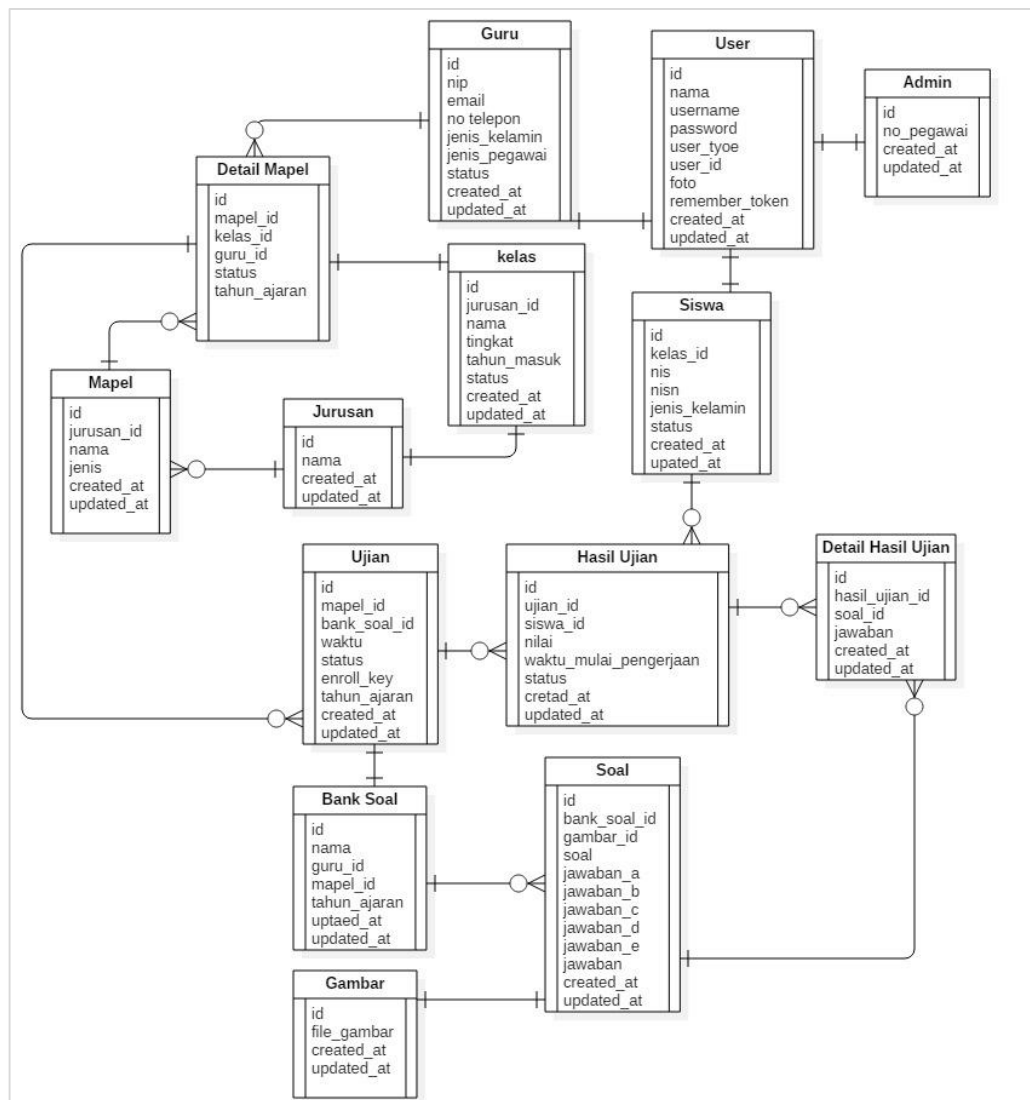 Guru
id
nip
email
no telepon
jenis_kelamin
jenis_pegawai
status
created_at
updated_at
User
id
nama
username
password
user_tyoe
user_id
foto
remember_token
created_at
updated_at
Admin
id
no_pegawai
created_at
updated_at
Detail Mapel
id
mapel_id
kelas_id
guru_id
status
tahun_ajaran
kelas
id
jurusan_id
nama
tingkat
tahun_masuk
status
created_at
updated_at
Siswa
id
kelas_id
nis
nisn
jenis_kelamin
status
created_at
upated_at
Mapel
id
jurusan_id
nama
jenis
created_at
updated_at
Jurusan
id
nama
created_at
updated_at
Ujian
id
mapel_id
bank_soal_id
waktu
status
enroll_key
tahun_ajaran
created_at
updated_at
Hasil Ujian
id
ujian_id
siswa_id
nilai
waktu_mulai_pengerjaan
status
cretad_at
updated_at
Detail Hasil Ujian
id
hasil_ujian_id
soal_id
jawaban
created_at
updated_at
Bank Soal
id
nama
guru_id
mapel_id
tahun_ajaran
uptaed_at
updated_at
Soal
id
bank_soal_id
gambar_id
soal
jawaban_a
jawaban_b
jawaban_c
jawaban_d
jawaban_e
jawaban
created_at
updated_at
Gambar
id
file_gambar
created_at
updated_at